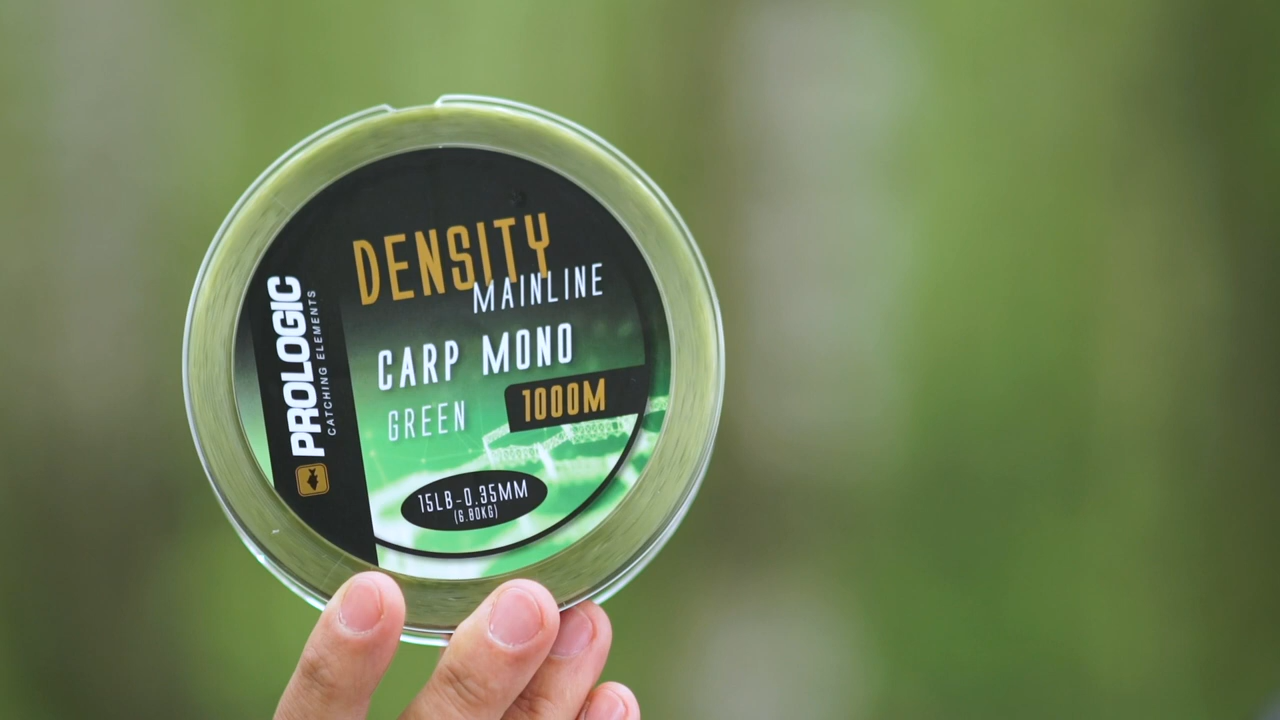 DENSITY
MAINLINE
CARP MONO
GREEN
1000M
15LB-0.35MM
(6.80KG)
PROLOGIC
CATCHING ELEMENTS